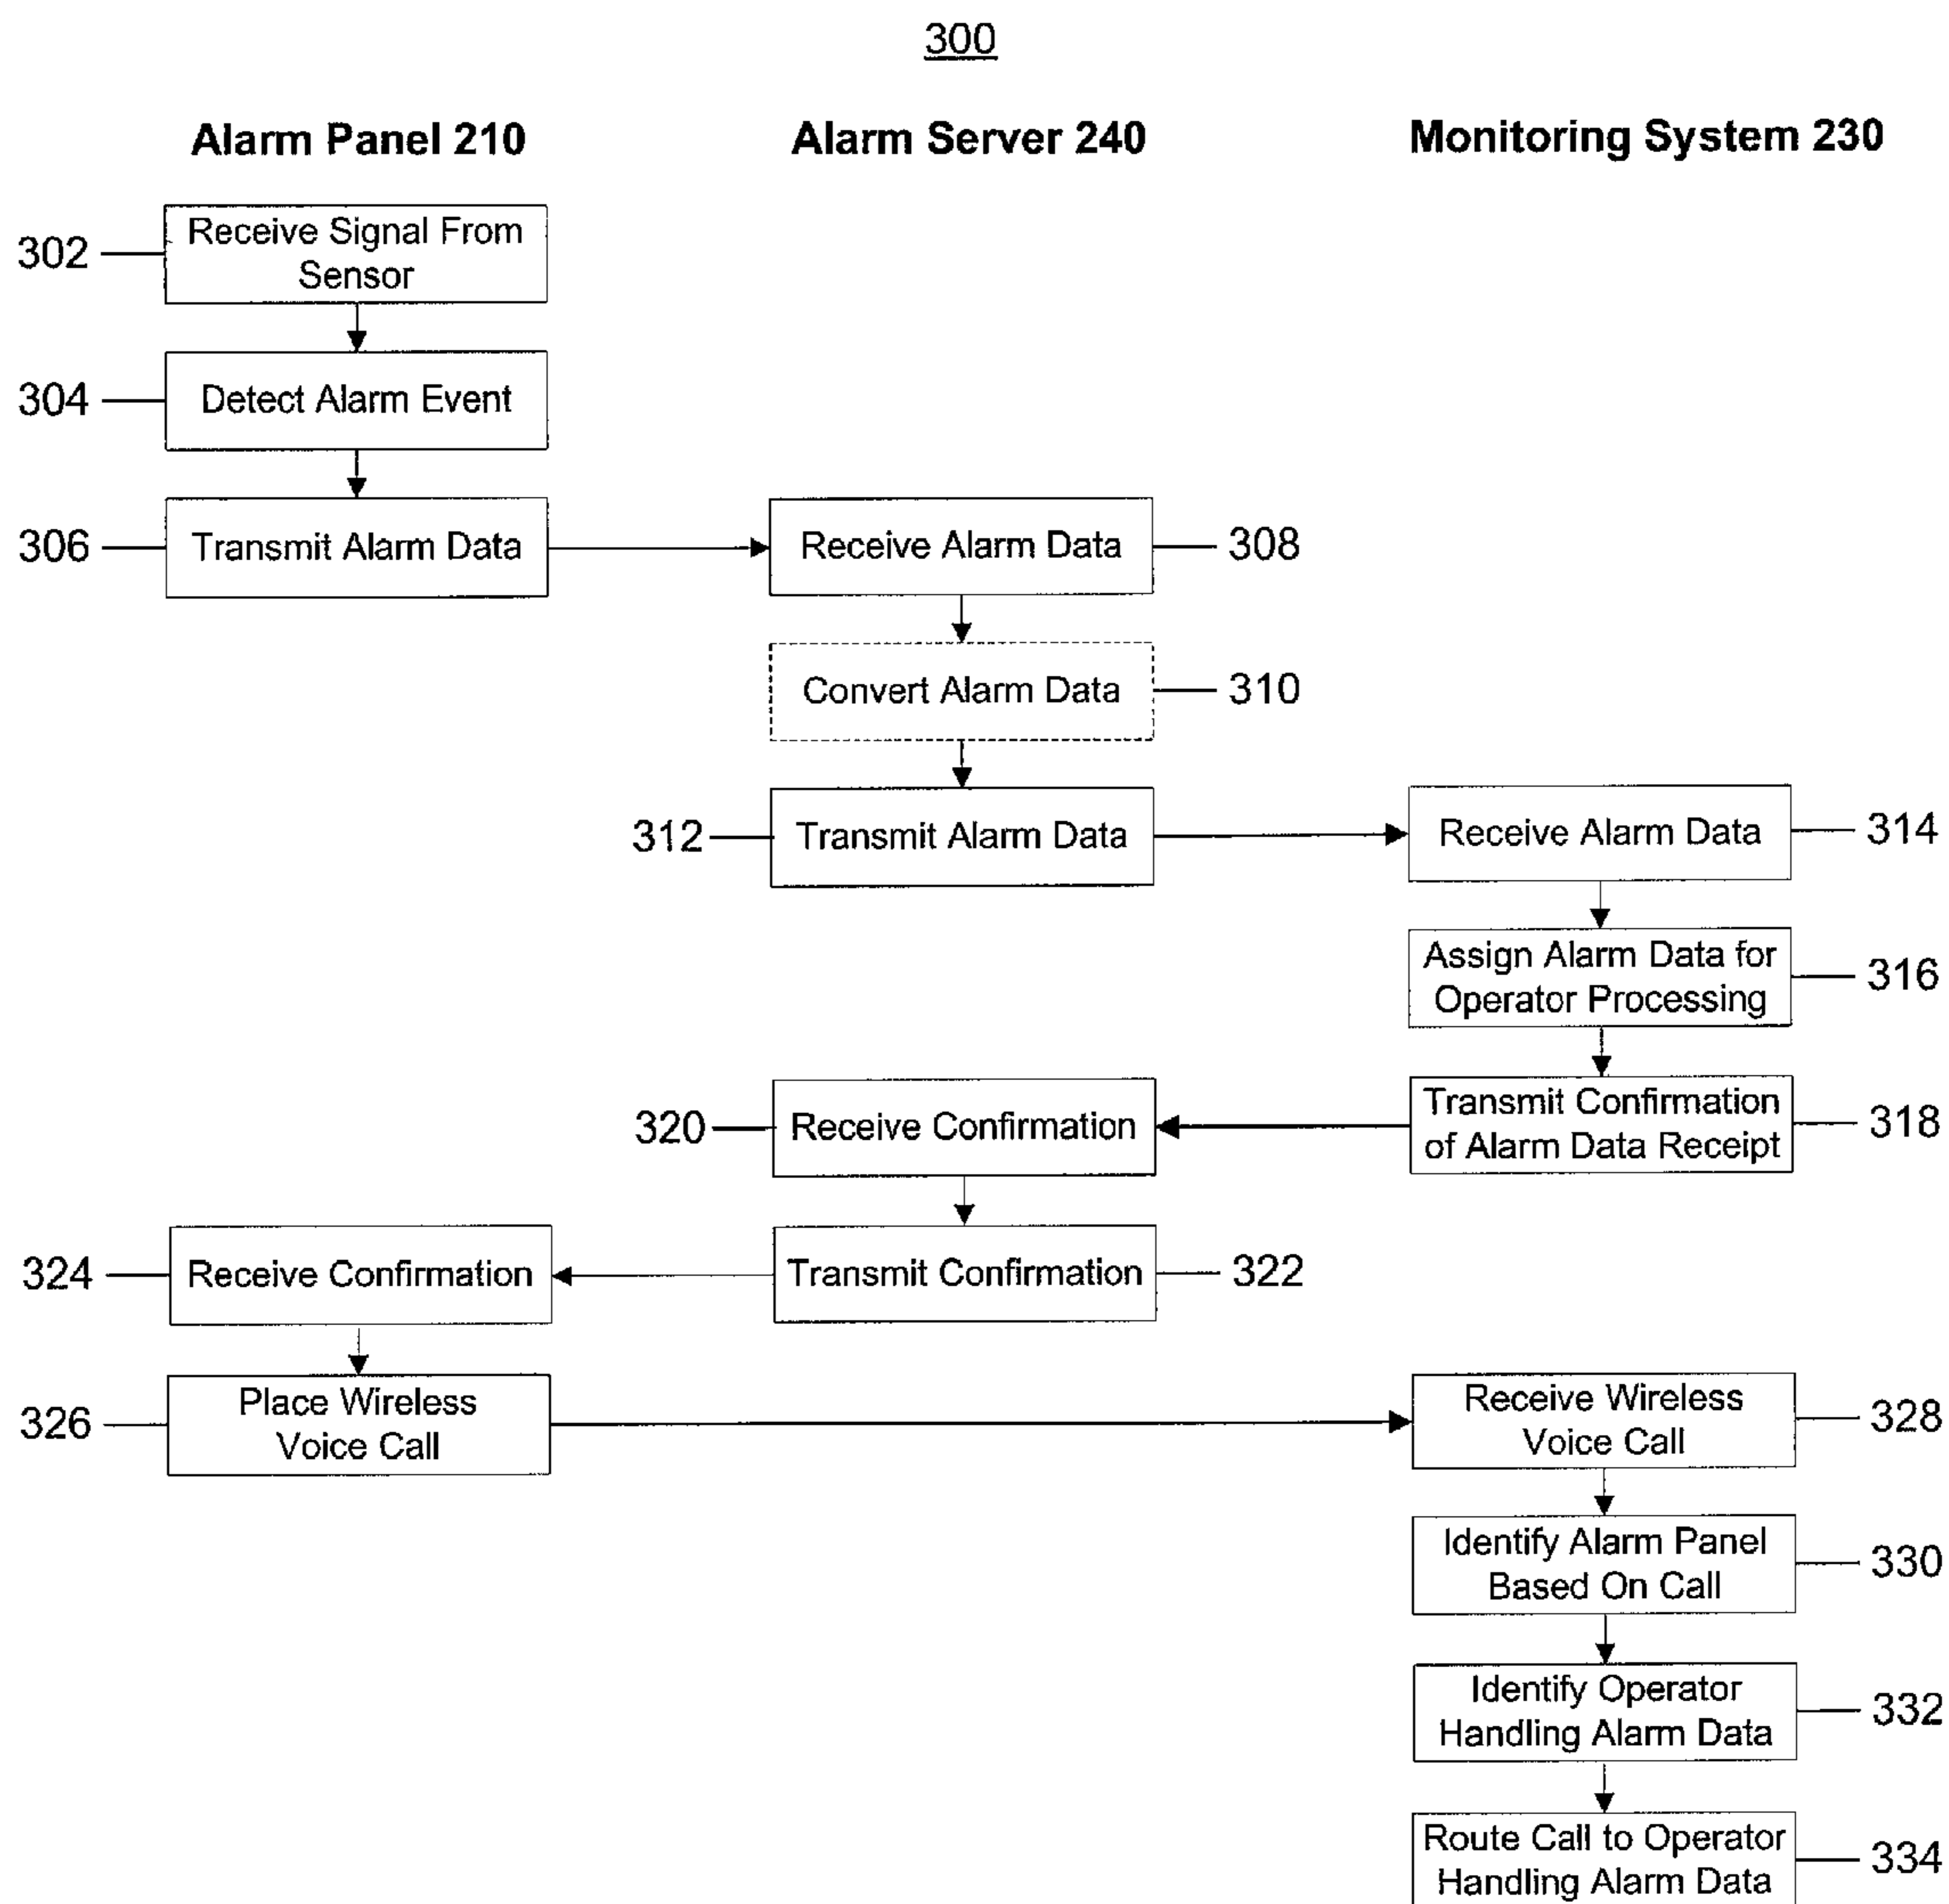 300
Alarm Panel 210
Alarm Server 240
Monitoring System 230
302
Receive Signal From
Sensor
304
Detect Alarm Event
306
Transmit Alarm Data
Receive Alarm Data
308
Convert Alarm Data
310
312
Transmit Alarm Data
Receive Alarm Data
314
Assign Alarm Data for
Operator Processing
316
Transmit Confirmation
of Alarm Data Receipt
318
320
Receive Confirmation
324
Receive Confirmation
Transmit Confirmation
322
326
Place Wireless
Voice Call
Receive Wireless
Voice Call
328
Identify Alarm Panel
Based On Call
330
Identify Operator
Handling Alarm Data
332
Route Call to Operator
Handling Alarm Data
334